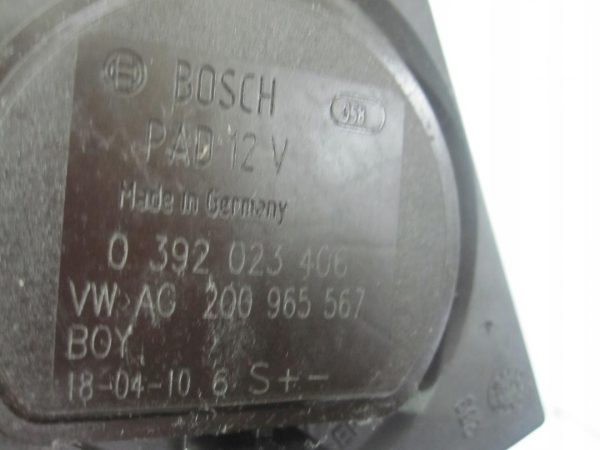 BOSCH
PAD 12 V
Made in Germany
0 392 023 406
VW AG 2Q0 965 567
BOY
18-04-10 6 S + -